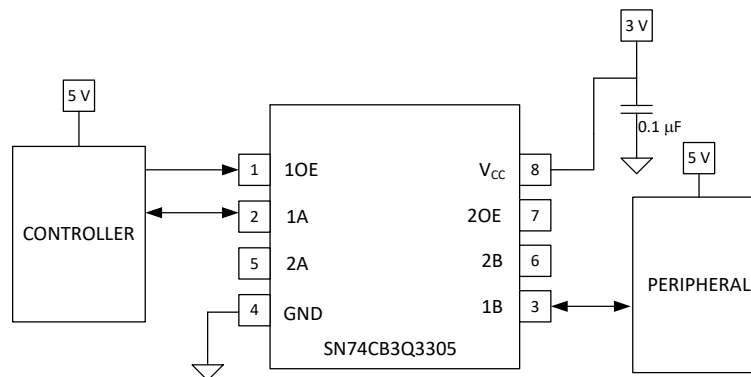 3 V
5 V
0.1 μF
5 V
1 1OE
VCC 8
2 1A
2OE 7
CONTROLLER
5 2A
2B 6
PERIPHERAL
4 GND
1B 3
SN74CB3Q3305